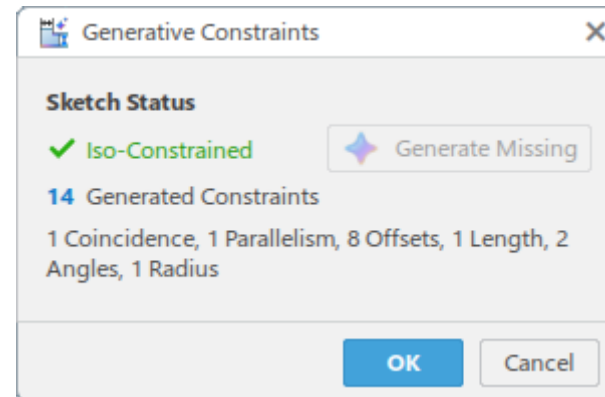 Generative Constraints
Sketch Status
Iso-Constrained
Generate Missing
14 Generated Constraints
1 Coincidence, 1 Parallelism, 8 Offsets, 1 Length, 2
Angles, 1 Radius
OK
Cancel